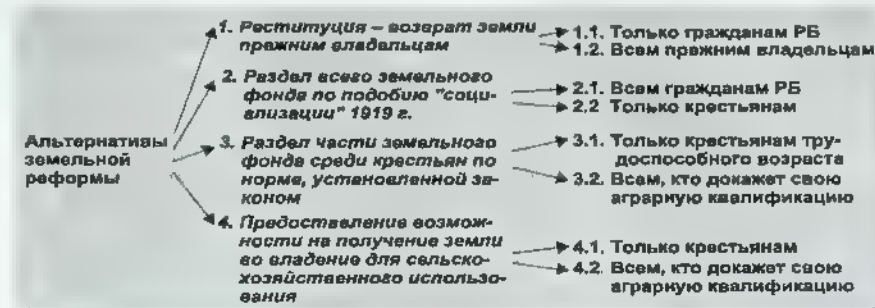 Альтернативы
земельной
реформы
1. Реституция – возврат земли
прежним владельцам
1.1. Только гражданам РБ
1.2. Всем прежним владельцам
2. Раздел всего земельного
фонда по подобию "соци-
ализации" 1919 г.
2.1. Всем гражданам РБ
2.2 Только крестьянам
3. Раздел части земельного
фонда среди крестьян по
норме, установленной за-
коном
3.1. Только крестьянам тру-
доспособного возраста
3.2. Всем, кто докажет свою
аграрную квалификацию
4. Предоставление возмож-
ности на получение земли
во владение для сельско-
хозяйственного использо-
вания
4.1. Только крестьянам
4.2. Всем, кто докажет свою
аграрную квалификацию